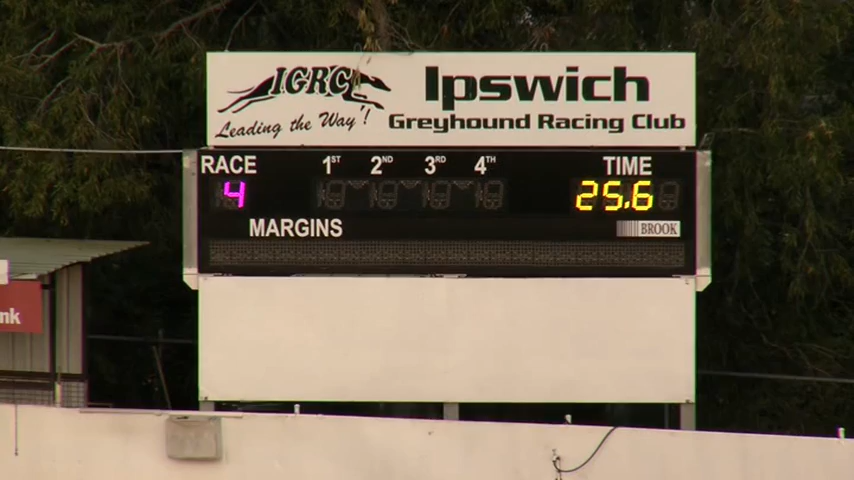 IGRC
Leading the Way!
Ipswich
Greyhound Racing Club
RACE 1ST 2ND 3RD 4TH TIME
4 25.6
MARGINS BROOK
nk